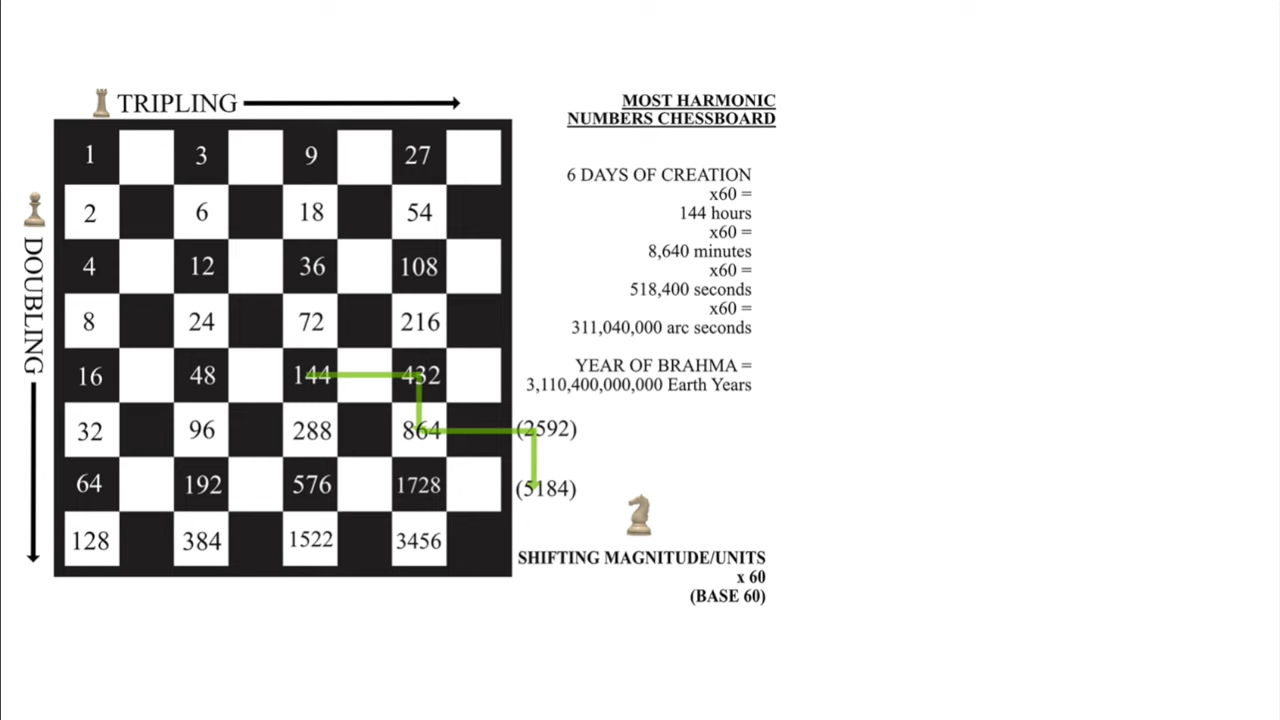 TRIPLING
MOST HARMONIC
NUMBERS CHESSBOARD
DOUBLING
1 3 9 27
2 6 18 54
4 12 36 108
8 24 72 216
16 48 144 432
32 96 288 864 (2592)
64 192 576 1728 (5184)
128 384 1522 3456
6 DAYS OF CREATION
x60 =
144 hours
x60 =
8,640 minutes
x60 =
518,400 seconds
x60 =
311,040,000 arc seconds
YEAR OF BRAHMA =
3,110,400,000,000 Earth Years
SHIFTING MAGNITUDE/UNITS
x 60
(BASE 60)